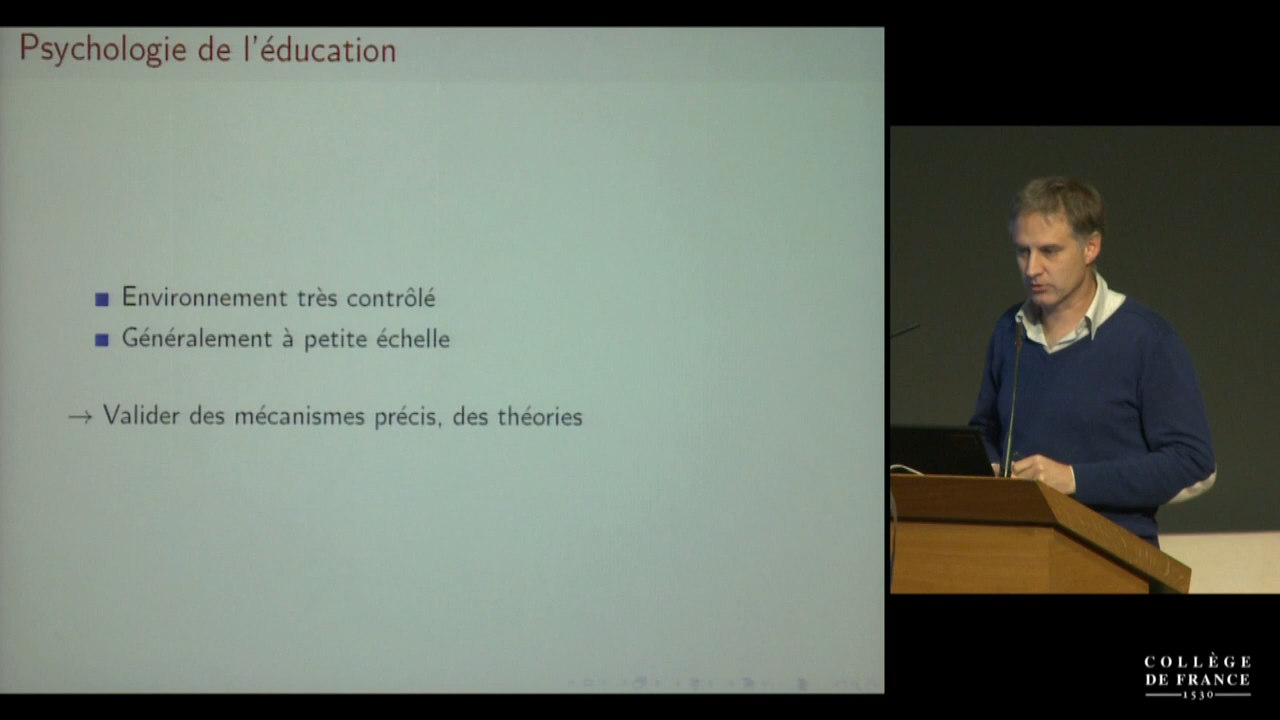 Psychologie de l'éducation
■ Environnement très contrôlé
■ Généralement à petite échelle
→ Valider des mécanismes précis, des théories
COLLÈGE
DE FRANCE
1530